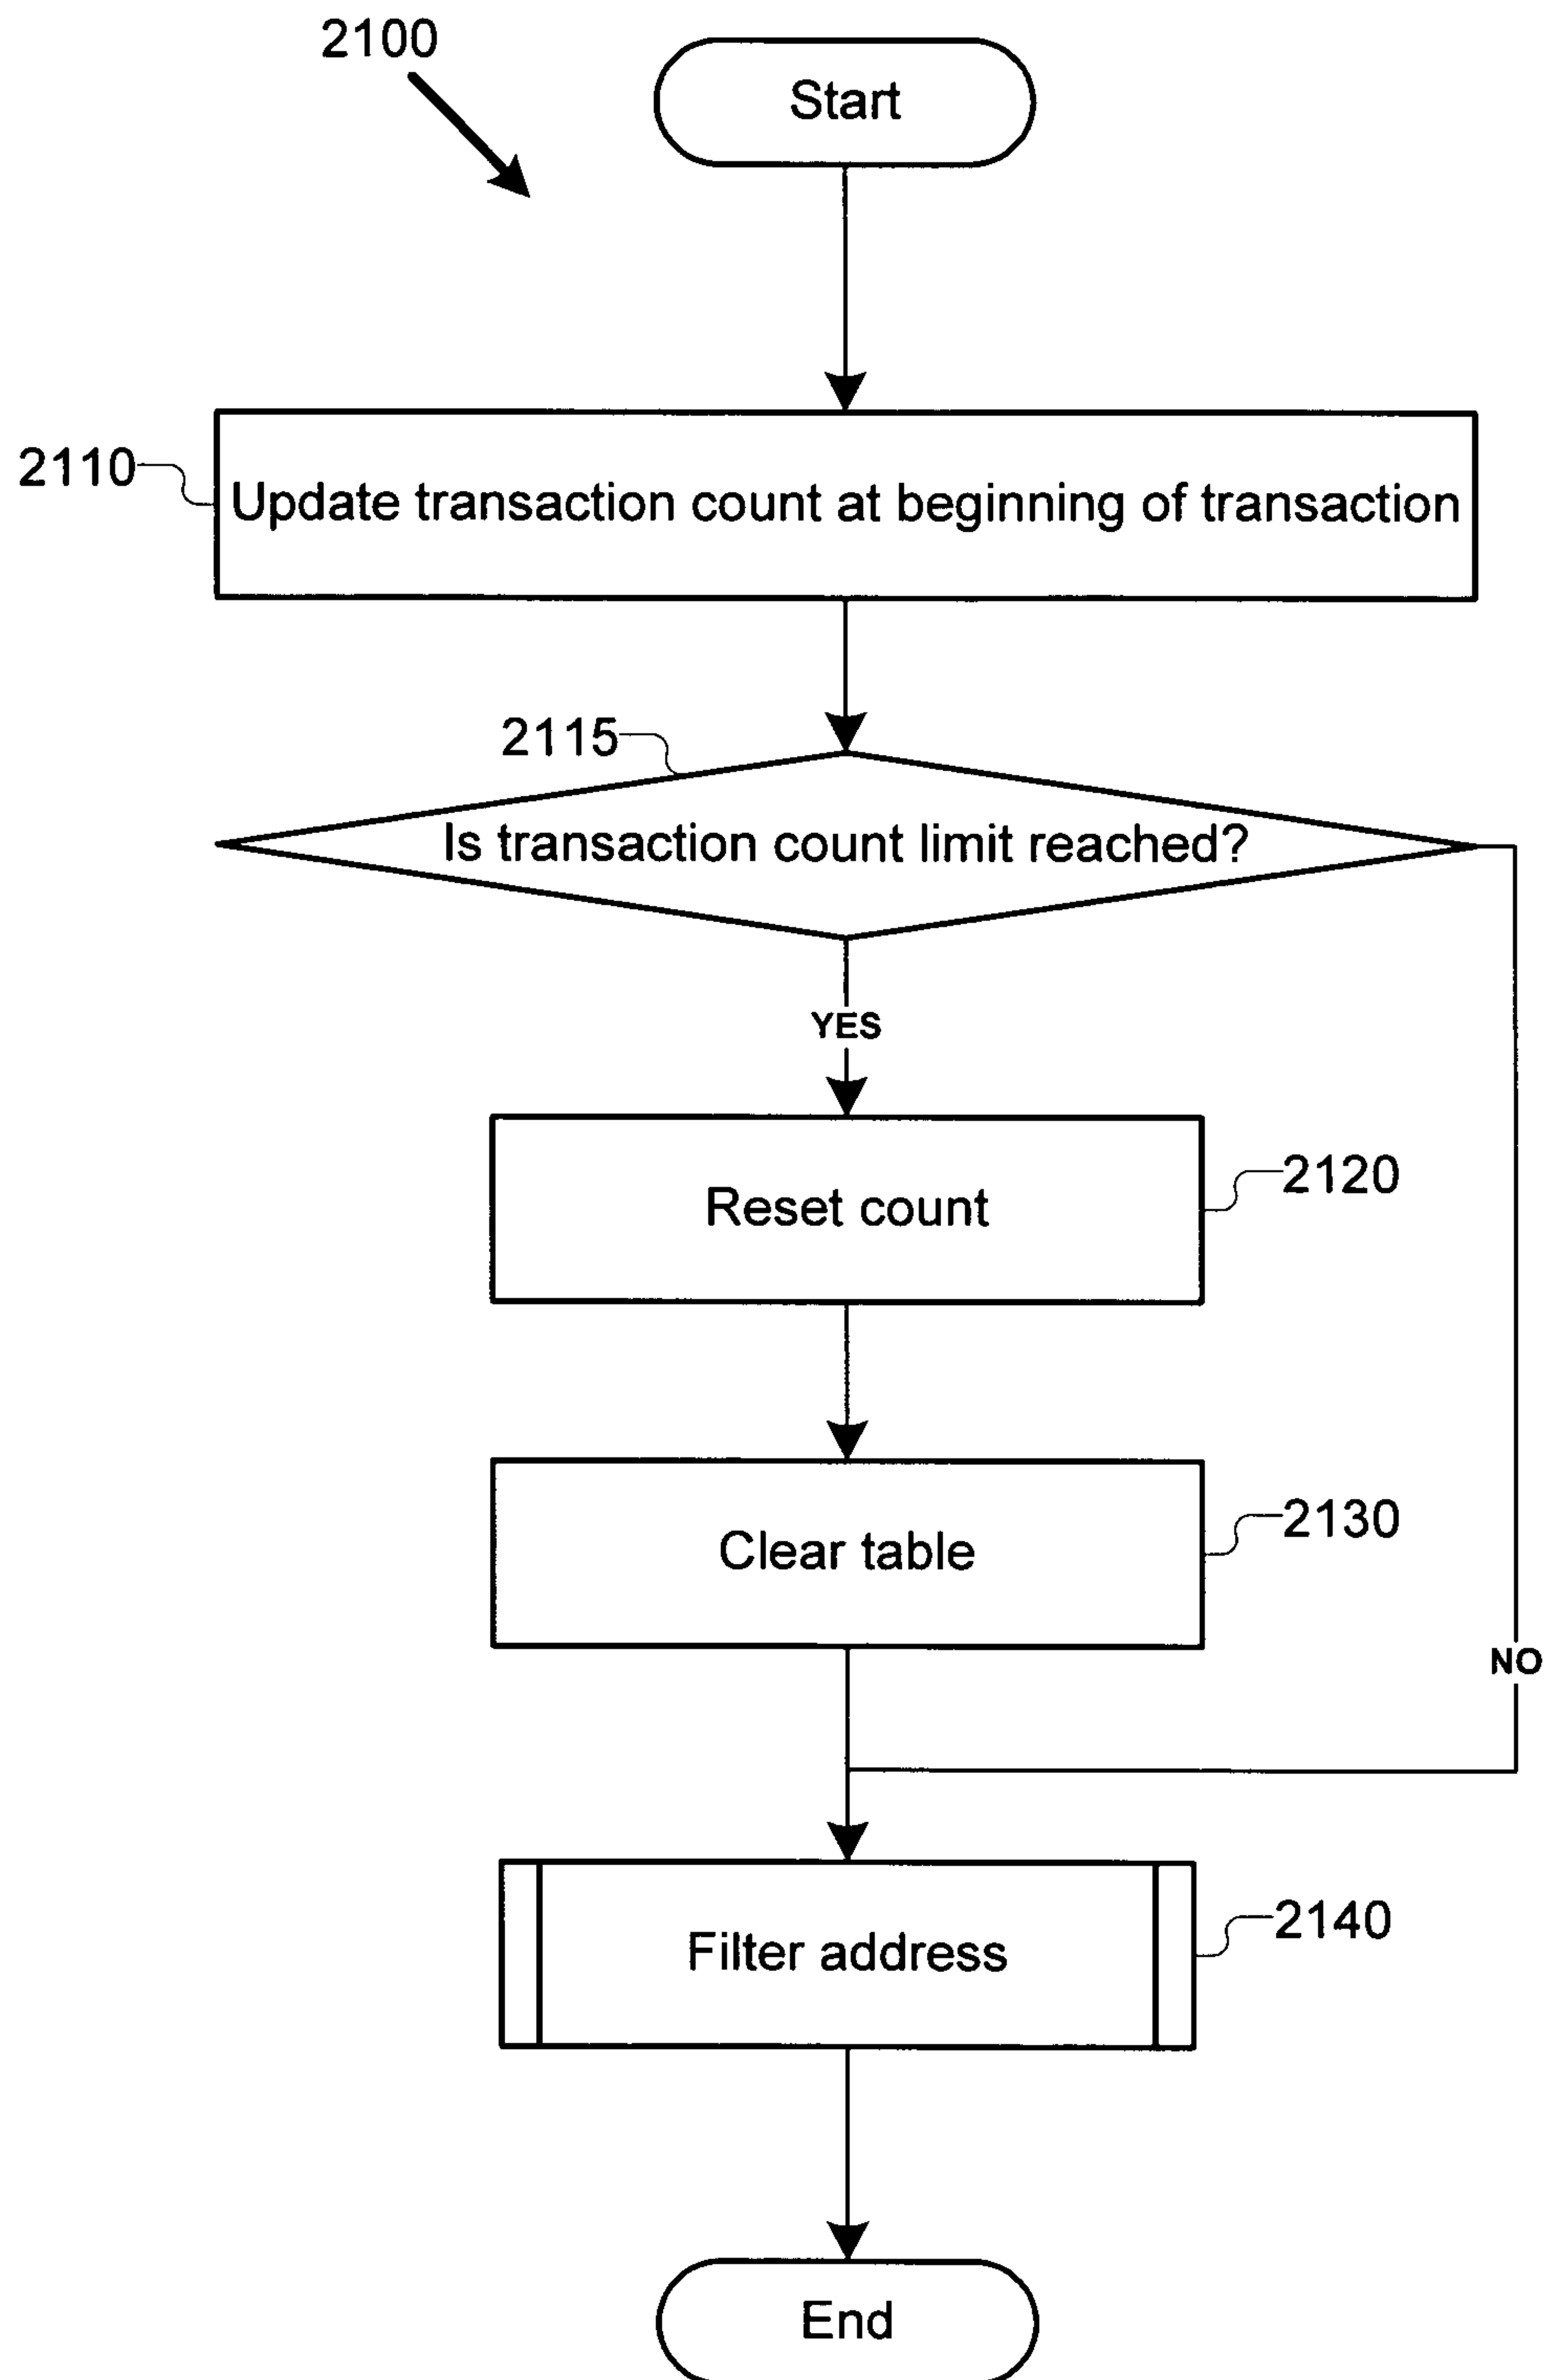 2100
Start
2110
Update transaction count at beginning of transaction
2115
Is transaction count limit reached?
YES
Reset count
2120
Clear table
2130
NO
Filter address
2140
End